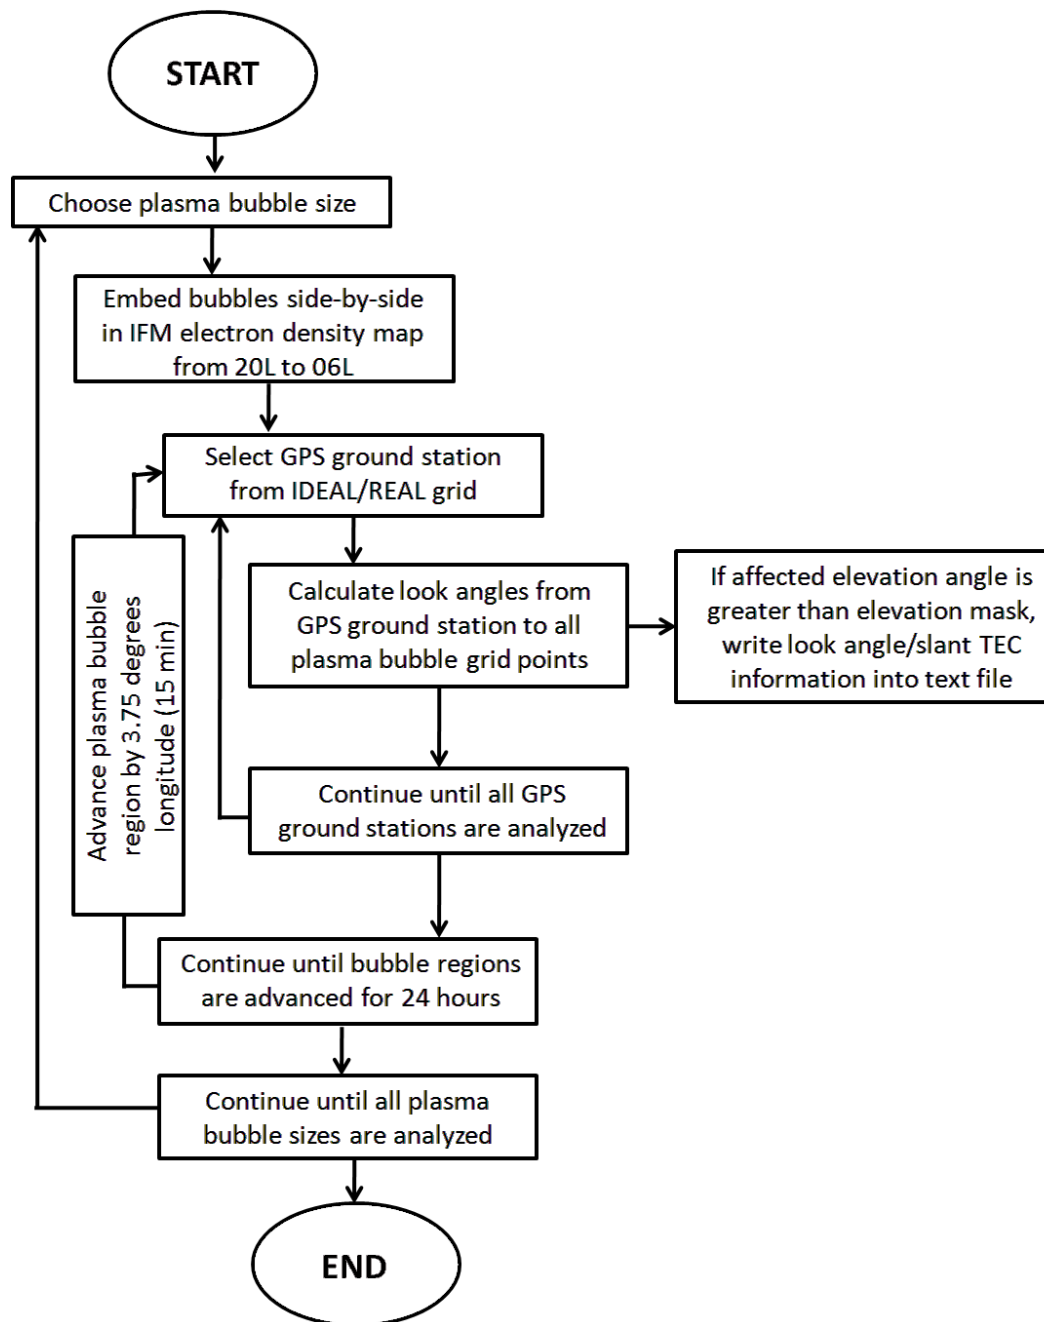 START
Choose plasma bubble size
Embed bubbles side-by-side
in IFM electron density map
from 20L to 06L
Select GPS ground station
from IDEAL/REAL grid
Advance plasma bubble
region by 3.75 degrees
longitude (15 min)
Calculate look angles from
GPS ground station to all
plasma bubble grid points
If affected elevation angle is
greater than elevation mask,
write look angle/slant TEC
information into text file
Continue until all GPS
ground stations are analyzed
Continue until bubble regions
are advanced for 24 hours
Continue until all plasma
bubble sizes are analyzed
END